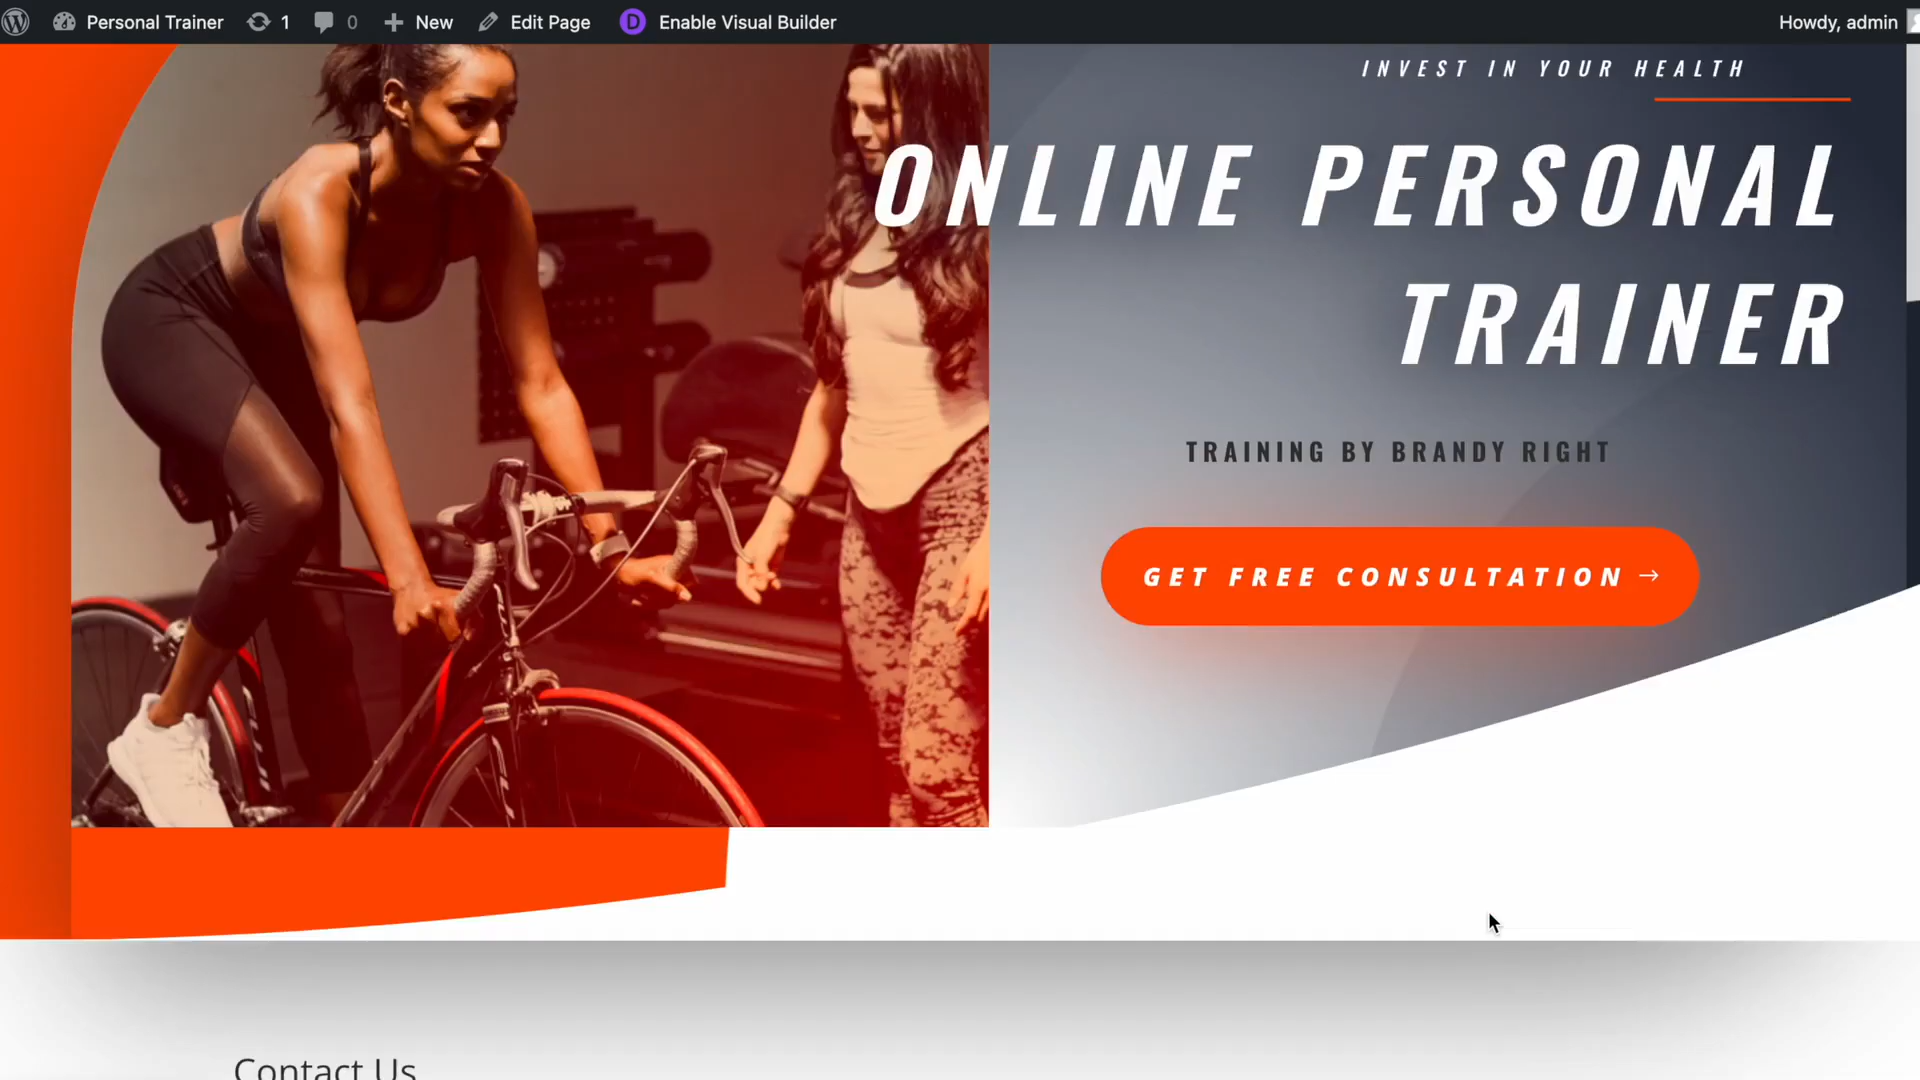 Personal Trainer 1 0 New Edit Page D Enable Visual Builder Howdy, admin
INVEST IN YOUR HEALTH
ONLINE PERSONAL
TRAINER
TRAINING BY BRANDY RIGHT
GET FREE CONSULTATION →
Contact Us